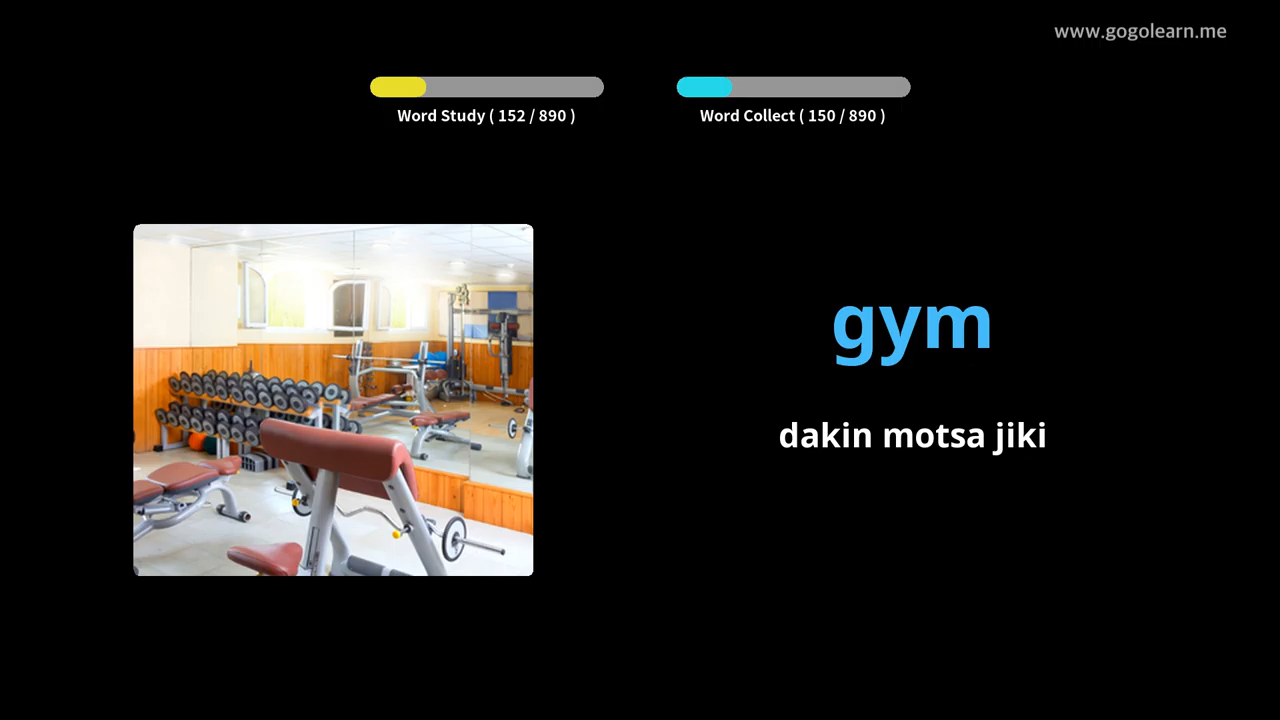 www.gogolearn.me
Word Study ( 152 / 890 )
Word Collect ( 150 / 890 )
gym
dakin motsa jiki